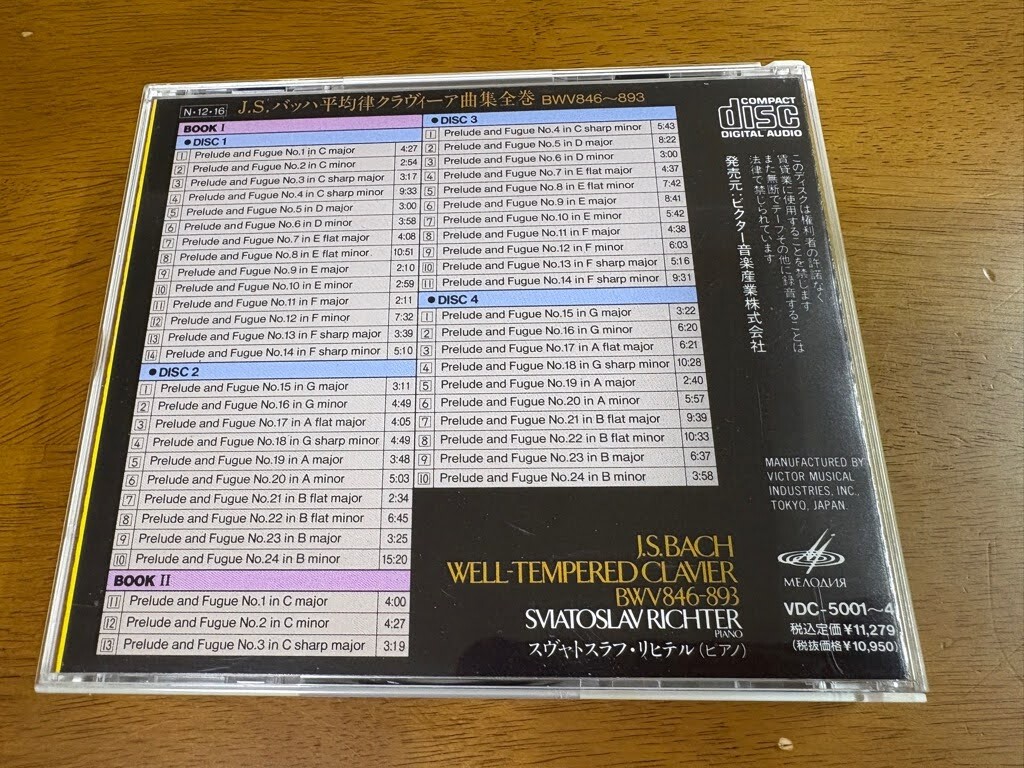 N・12・16 J.S.バッハ平均律クラヴィーア曲集全巻 BWV846～893
BOOK I
●DISC 1
1 Prelude and Fugue No.1 in C major 4:27
2 Prelude and Fugue No.2 in C minor 2:54
3 Prelude and Fugue No.3 in C sharp major 3:17
4 Prelude and Fugue No.4 in C sharp minor 9:33
5 Prelude and Fugue No.5 in D major 3:00
6 Prelude and Fugue No.6 in D minor 3:58
7 Prelude and Fugue No.7 in E flat major 4:08
8 Prelude and Fugue No.8 in E flat minor 10:51
9 Prelude and Fugue No.9 in E major 2:10
10 Prelude and Fugue No.10 in E minor 2:59
11 Prelude and Fugue No.11 in F major 2:11
12 Prelude and Fugue No.12 in F minor 7:32
13 Prelude and Fugue No.13 in F sharp major 3:39
14 Prelude and Fugue No.14 in F sharp minor 5:10
●DISC 2
1 Prelude and Fugue No.15 in G major 3:11
2 Prelude and Fugue No.16 in G minor 4:49
3 Prelude and Fugue No.17 in A flat major 4:05
4 Prelude and Fugue No.18 in G sharp minor 4:49
5 Prelude and Fugue No.19 in A major 3:48
6 Prelude and Fugue No.20 in A minor 5:03
7 Prelude and Fugue No.21 in B flat major 2:34
8 Prelude and Fugue No.22 in B flat minor 6:45
9 Prelude and Fugue No.23 in B major 3:25
10 Prelude and Fugue No.24 in B minor 15:20
BOOK II
11 Prelude and Fugue No.1 in C major 4:00
12 Prelude and Fugue No.2 in C minor 4:27
13 Prelude and Fugue No.3 in C sharp major 3:19
●DISC 3
1 Prelude and Fugue No.4 in C sharp minor 5:43
2 Prelude and Fugue No.5 in D major 8:22
3 Prelude and Fugue No.6 in D minor 3:00
4 Prelude and Fugue No.7 in E flat major 4:37
5 Prelude and Fugue No.8 in E flat minor 7:42
6 Prelude and Fugue No.9 in E major 8:41
7 Prelude and Fugue No.10 in E minor 5:42
8 Prelude and Fugue No.11 in F major 4:38
9 Prelude and Fugue No.12 in F minor 6:03
10 Prelude and Fugue No.13 in F sharp major 5:16
11 Prelude and Fugue No.14 in F sharp minor 9:31
●DISC 4
1 Prelude and Fugue No.15 in G major 3:22
2 Prelude and Fugue No.16 in G minor 6:20
3 Prelude and Fugue No.17 in A flat major 6:21
4 Prelude and Fugue No.18 in G sharp minor 10:28
5 Prelude and Fugue No.19 in A major 2:40
6 Prelude and Fugue No.20 in A minor 5:57
7 Prelude and Fugue No.21 in B flat major 9:39
8 Prelude and Fugue No.22 in B flat minor 10:33
9 Prelude and Fugue No.23 in B major 6:37
10 Prelude and Fugue No.24 in B minor 3:58
J.S.BACH
WELL-TEMPERED CLAVIER
BWV846-893
SVIATOSLAV RICHTER
PIANO
スヴャトスラフ・リヒテル(ピアノ)
COMPACT
disc
DIGITAL AUDIO
このディスクは権利者の許諾なく
賃貸業に使用することを禁じます
また無断でテープその他に録音することは
法律で禁じられています
発売元:ビクター音楽産業株式会社
MANUFACTURED BY
VICTOR MUSICAL
INDUSTRIES, INC.,
TOKYO, JAPAN
МЕЛОДИЯ
VDC-5001～4
税込定価¥11,279
(税抜価格¥10,950)